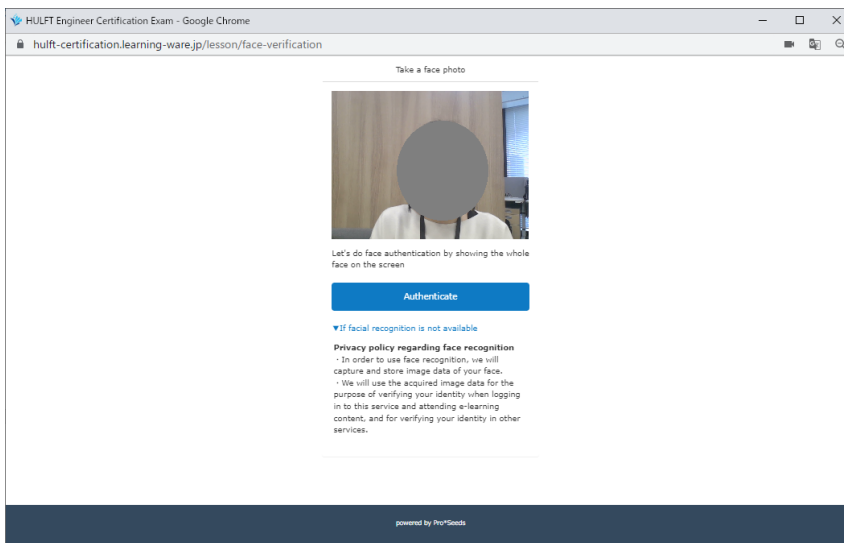 HULFT Engineer Certification Exam - Google Chrome
hulft-certification.learning-ware.jp/lesson/face-verification
Take a face photo
Let's do face authentication by showing the whole
face on the screen
Authenticate
▼If facial recognition is not available
Privacy policy regarding face recognition
・In order to use face recognition, we will
capture and store image data of your face.
・We will use the acquired image data for the
purpose of verifying your identity when logging
in to this service and attending e-learning
content, and for verifying your identity in other
services.
powered by Pro*Seeds